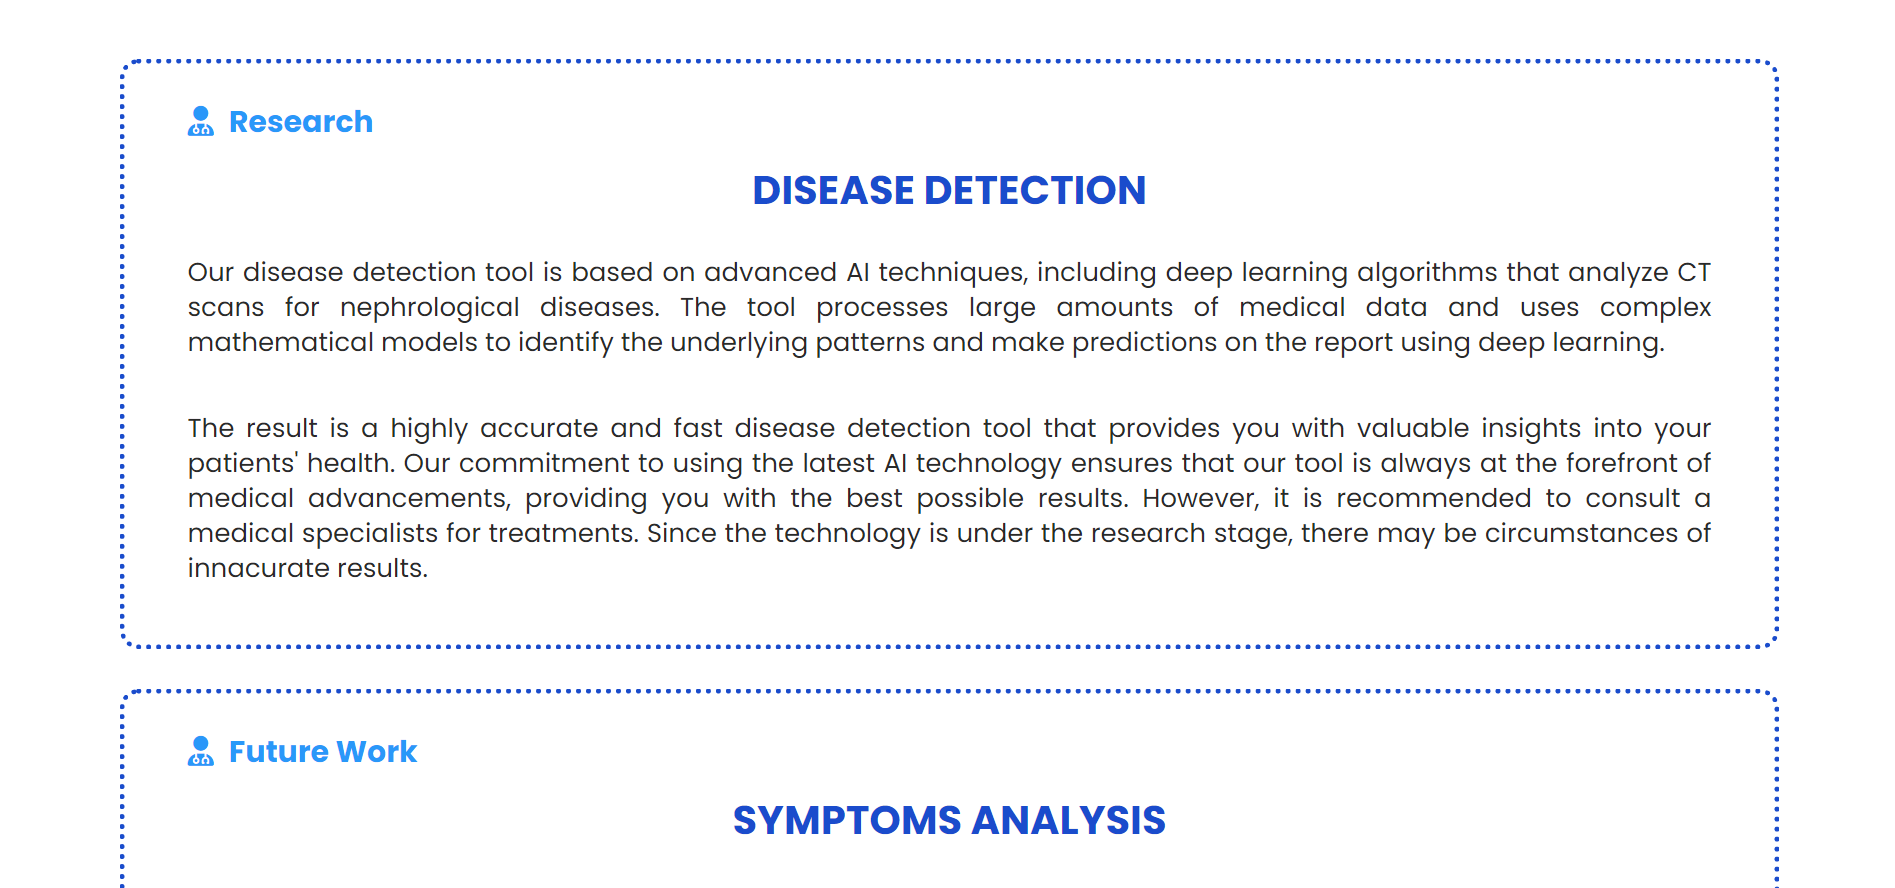 Research
DISEASE DETECTION
Our disease detection tool is based on advanced AI techniques, including deep learning algorithms that analyze CT
scans for nephrological diseases. The tool processes large amounts of medical data and uses complex
mathematical models to identify the underlying patterns and make predictions on the report using deep learning.
The result is a highly accurate and fast disease detection tool that provides you with valuable insights into your
patients' health. Our commitment to using the latest AI technology ensures that our tool is always at the forefront of
medical advancements, providing you with the best possible results. However, it is recommended to consult a
medical specialists for treatments. Since the technology is under the research stage, there may be circumstances of
innacurate results.
Future Work
SYMPTOMS ANALYSIS